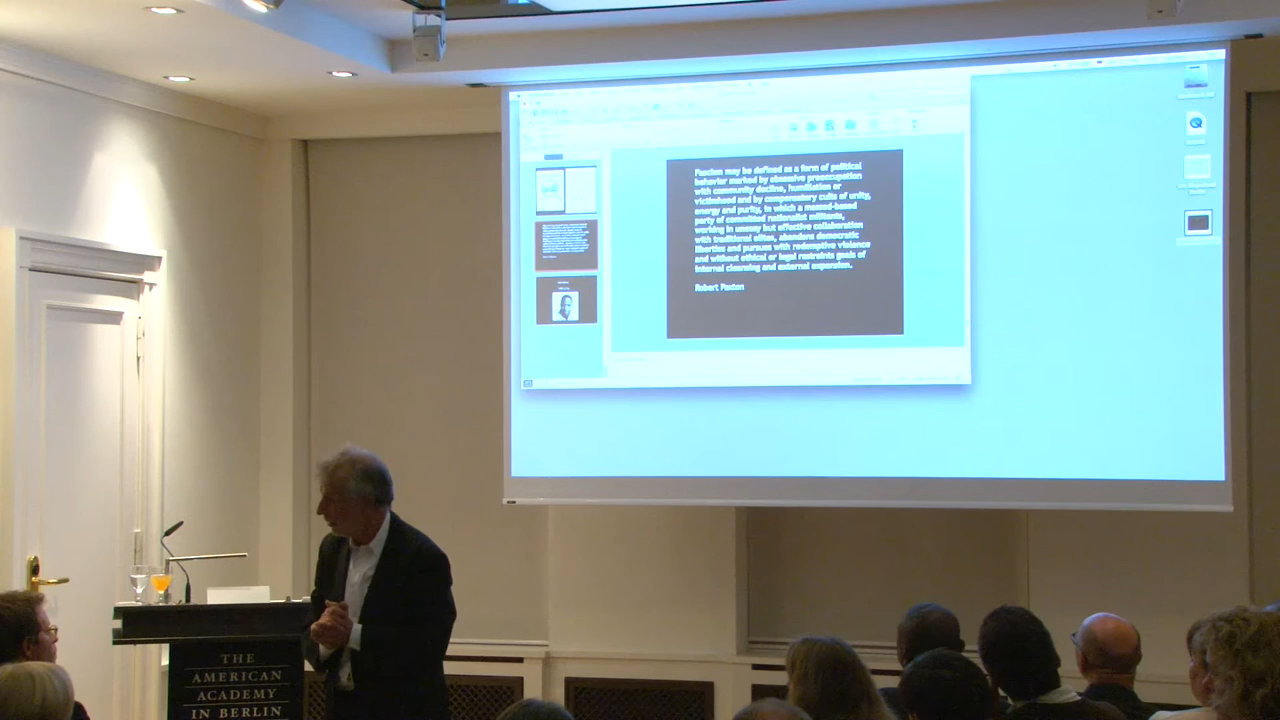 Fascism may be defined as a form of political
behavior marked by obsessive preoccupation
with community decline, humiliation or
victimhood and by compensatory cults of unity,
energy and purity, in which a massed-based
party of committed nationalist militants,
working in uneasy but effective collaboration
with traditional elites, abandons democratic
liberties and pursues with redemptive violence
and without ethical or legal restraints goals of
internal cleansing and external expansion.
Robert Paxton
THE
AMERICAN
ACADEMY
IN BERLIN